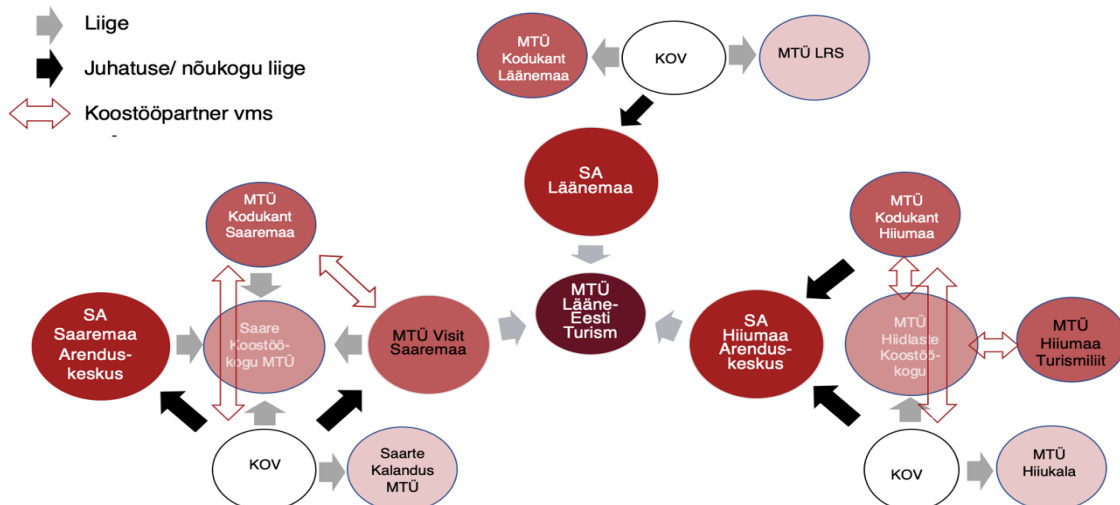 Liige
Juhatuse/ nõukogu liige
Koostööpartner vms
MTÜ
Kodukant
Läänemaa
KOV
MTÜ LRS
SA
Läänemaa
MTÜ
Kodukant
Saaremaa
MTÜ
Kodukant
Hiiumaa
SA
Saaremaa
Arendus-
keskus
Saare
Koostöö-
kogu MTÜ
MTÜ Visit
Saaremaa
MTÜ
Lääne-
Eesti
Turism
SA
Hiiumaa
Arendus-
keskus
MTÜ
Hiidlaste
Koostöö-
kogu
MTÜ
Hiiumaa
Turismiliit
KOV
Saarte
Kalandus
MTÜ
KOV
MTÜ
Hiiukala